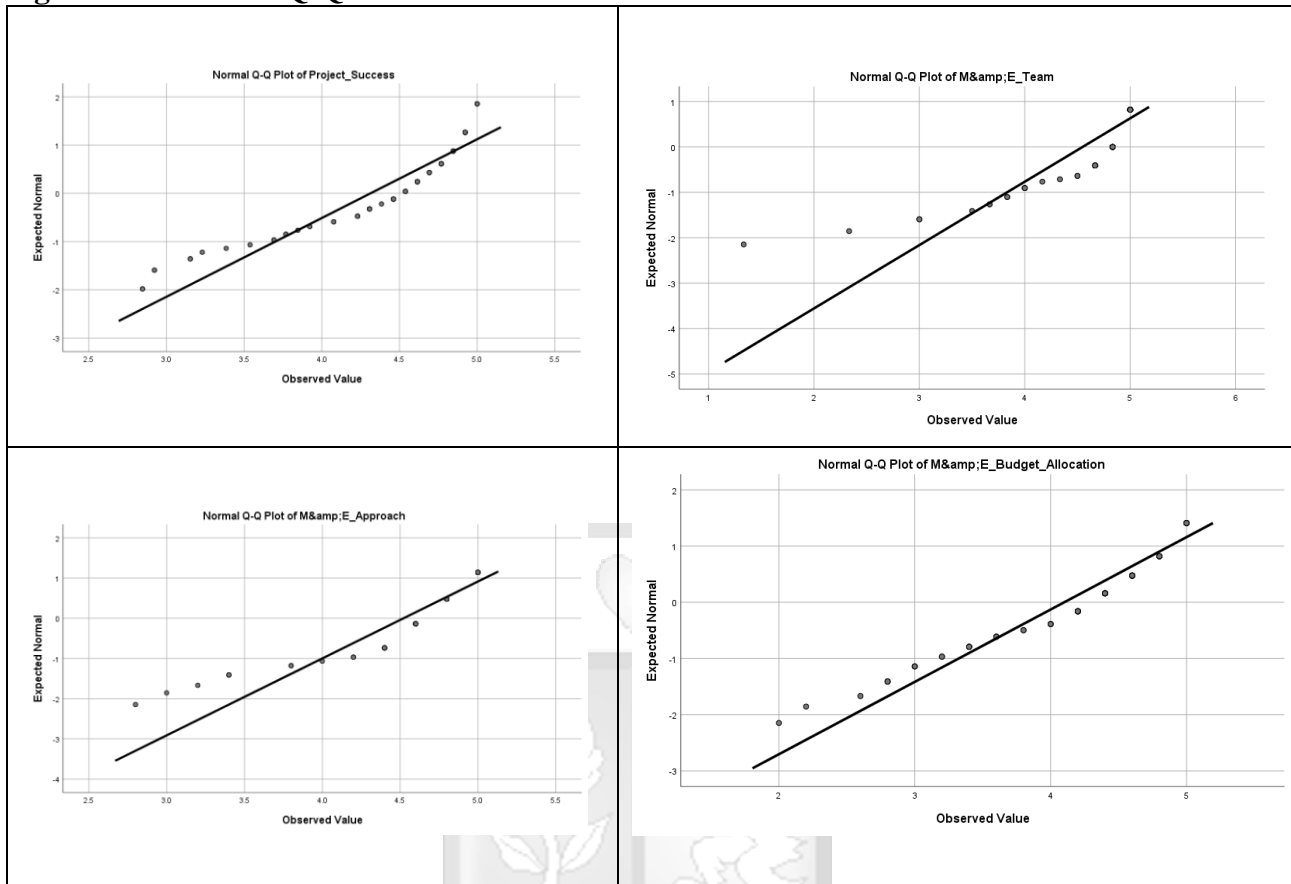 Normal Q-Q Plot of Project_Success
2
1
0
-1
-2
-3
Expected Normal
2.5 3.0 3.5 4.0 4.5 5.0 5.5
Observed Value
Normal Q-Q Plot of M&amp;E_Team
1
0
-1
-2
-3
-4
-5
Expected Normal
1 2 3 4 5 6
Observed Value
Normal Q-Q Plot of M&amp;E_Approach
2
1
0
-1
-2
-3
-4
Expected Normal
2.5 3.0 3.5 4.0 4.5 5.0 5.5
Observed Value
Normal Q-Q Plot of M&amp;E_Budget_Allocation
2
1
0
-1
-2
-3
Expected Normal
2 3 4 5
Observed Value